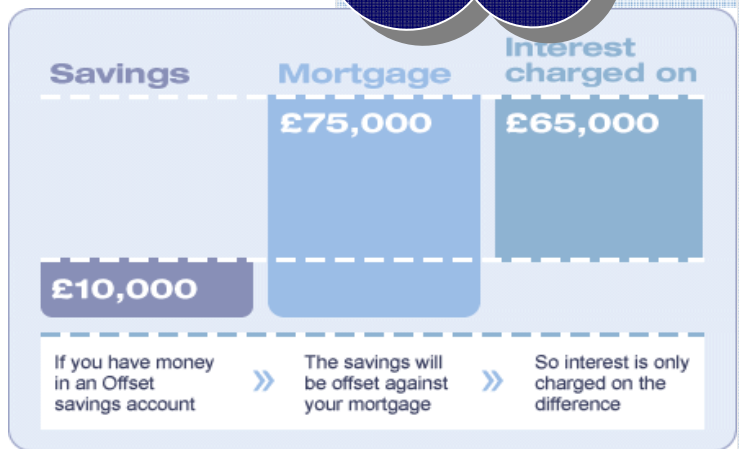 Savings
Mortgage
Interest
charged on
£75,000
£65,000
£10,000
If you have money
in an Offset
savings account
»
The savings will
be offset against
your mortgage
»
So interest is only
charged on the
difference